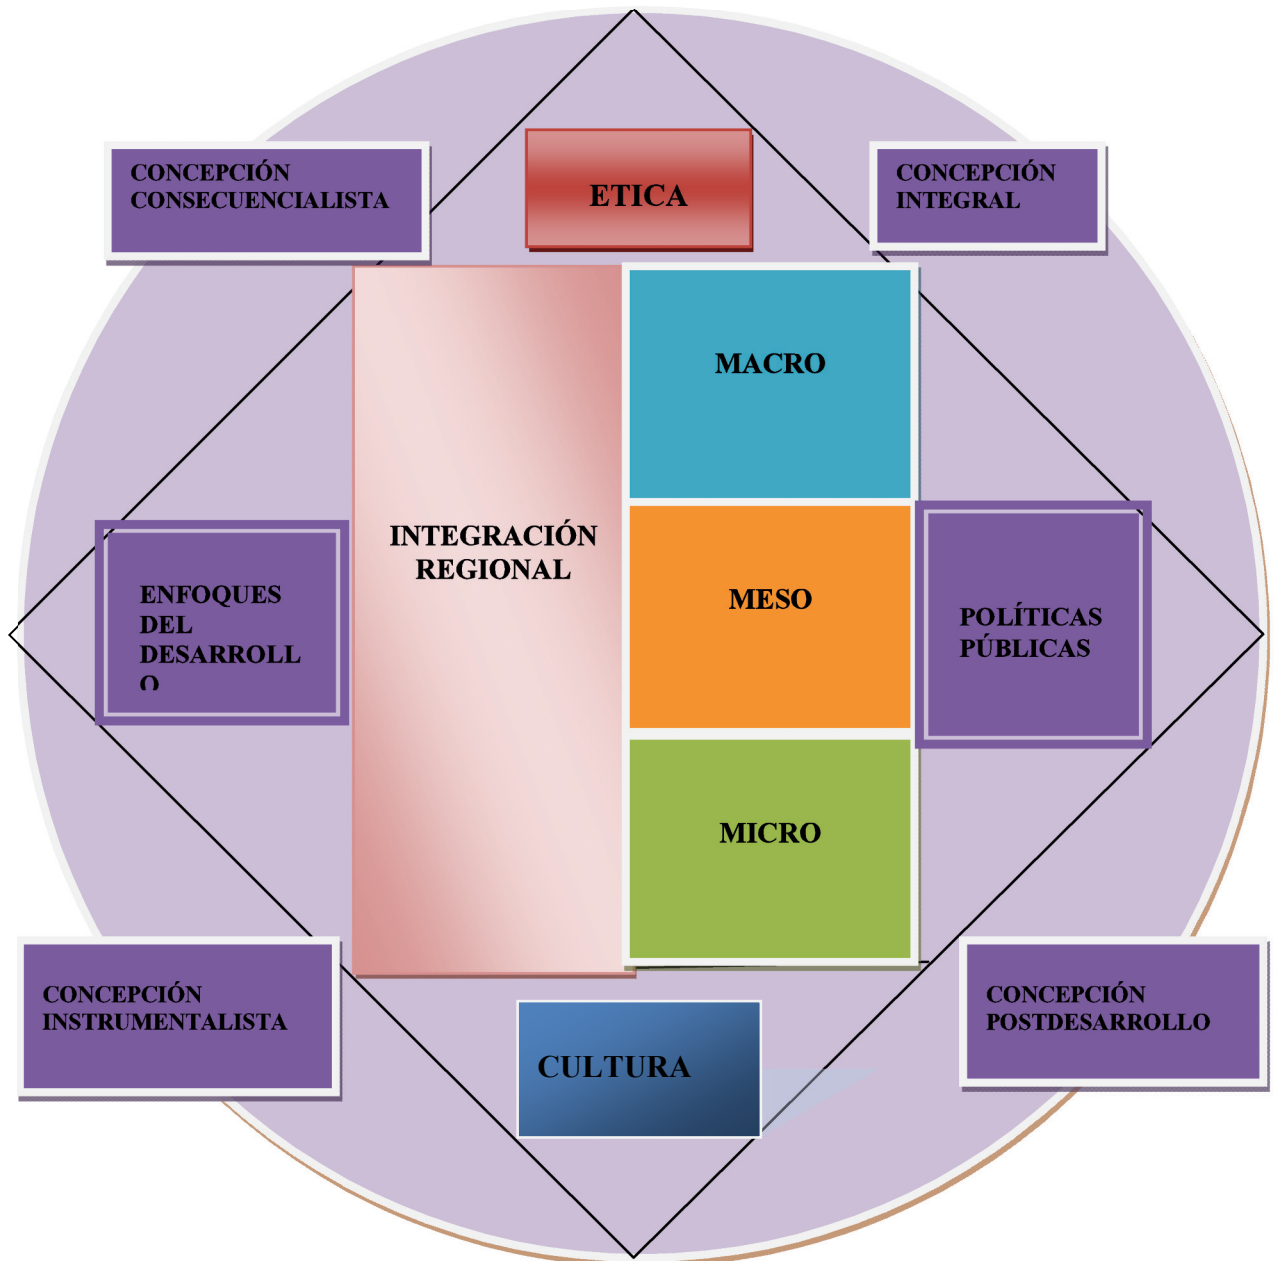 CONCEPCIÓN
CONSECUENCIALISTA
ETICA
CONCEPCIÓN
INTEGRAL
MACRO
INTEGRACIÓN
REGIONAL
MESO
MICRO
ENFOQUES
DEL
DESARROLL
O
POLÍTICAS
PÚBLICAS
CONCEPCIÓN
INSTRUMENTALISTA
CULTURA
CONCEPCIÓN
POSTDESARROLLO